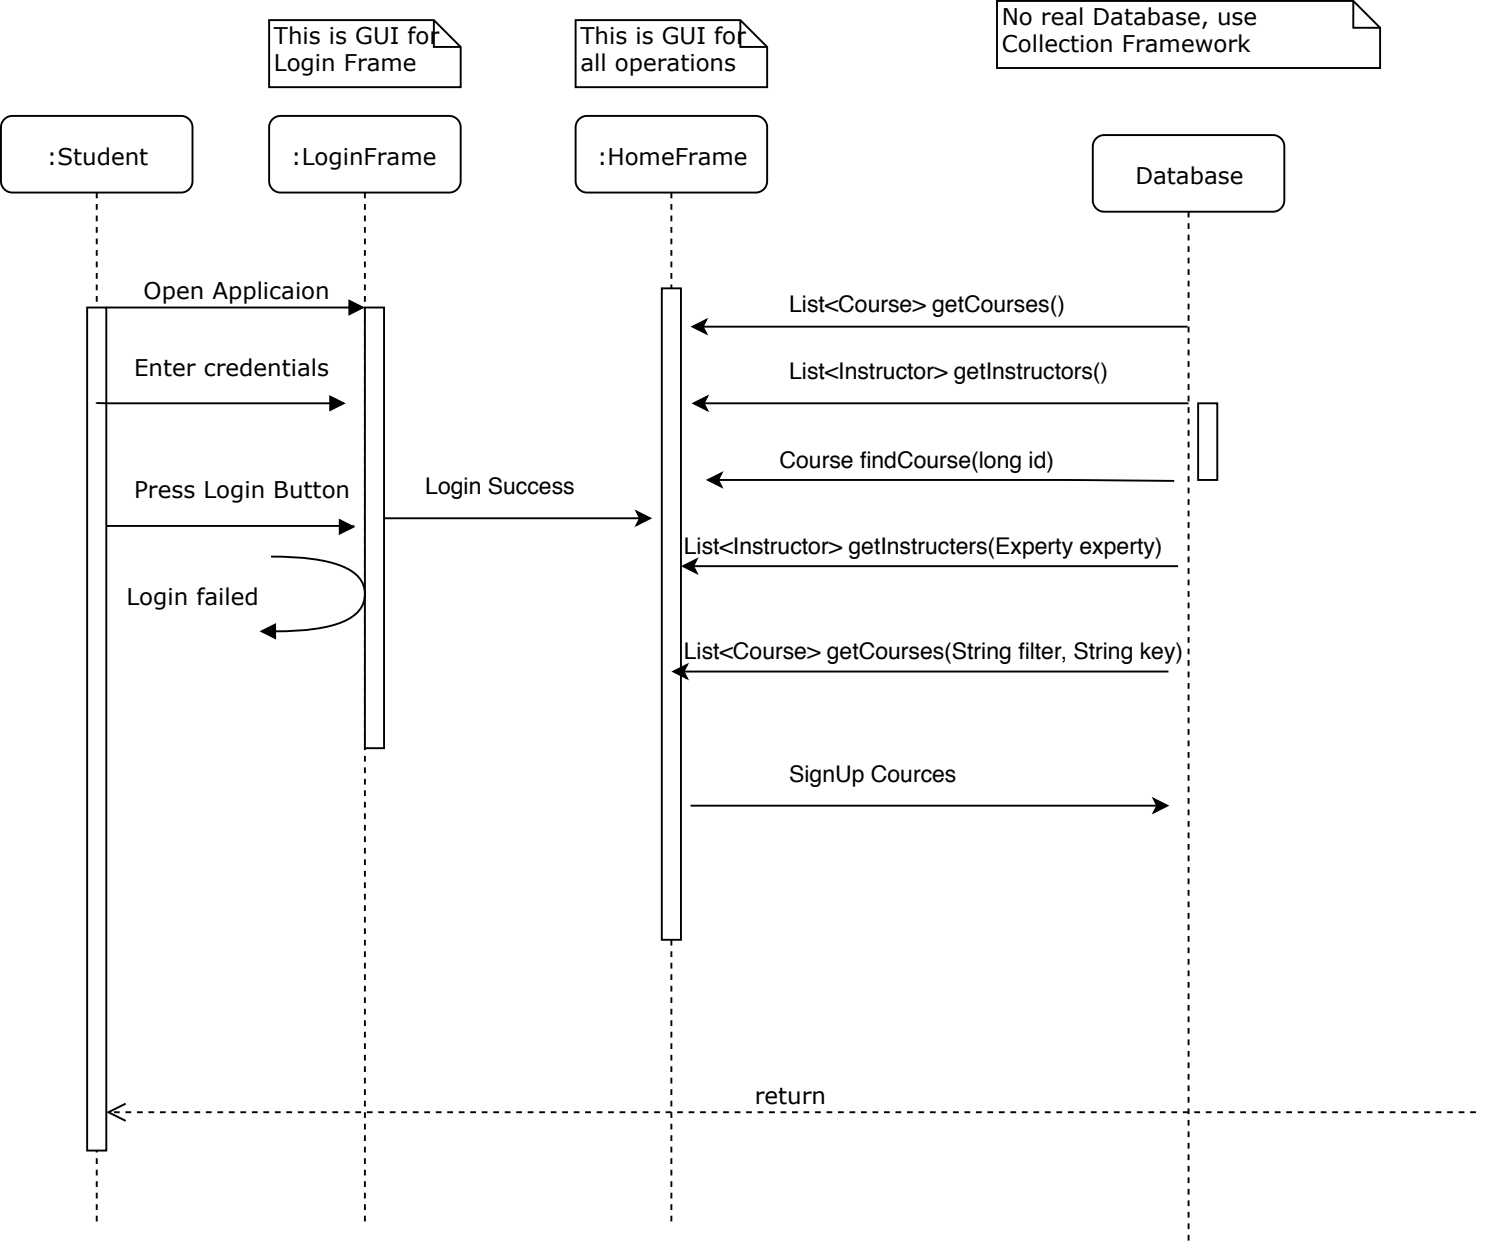 This is GUI for
Login Frame
This is GUI for
all operations
No real Database, use
Collection Framework
:Student
:LoginFrame
:HomeFrame
Database
Open Applicaion
List<Course> getCourses()
Enter credentials
List<Instructor> getInstructors()
Course findCourse(long id)
Press Login Button
Login Success
List<Instructor> getInstructers(Experty experty)
Login failed
List<Course> getCourses(String filter, String key)
SignUp Cources
return